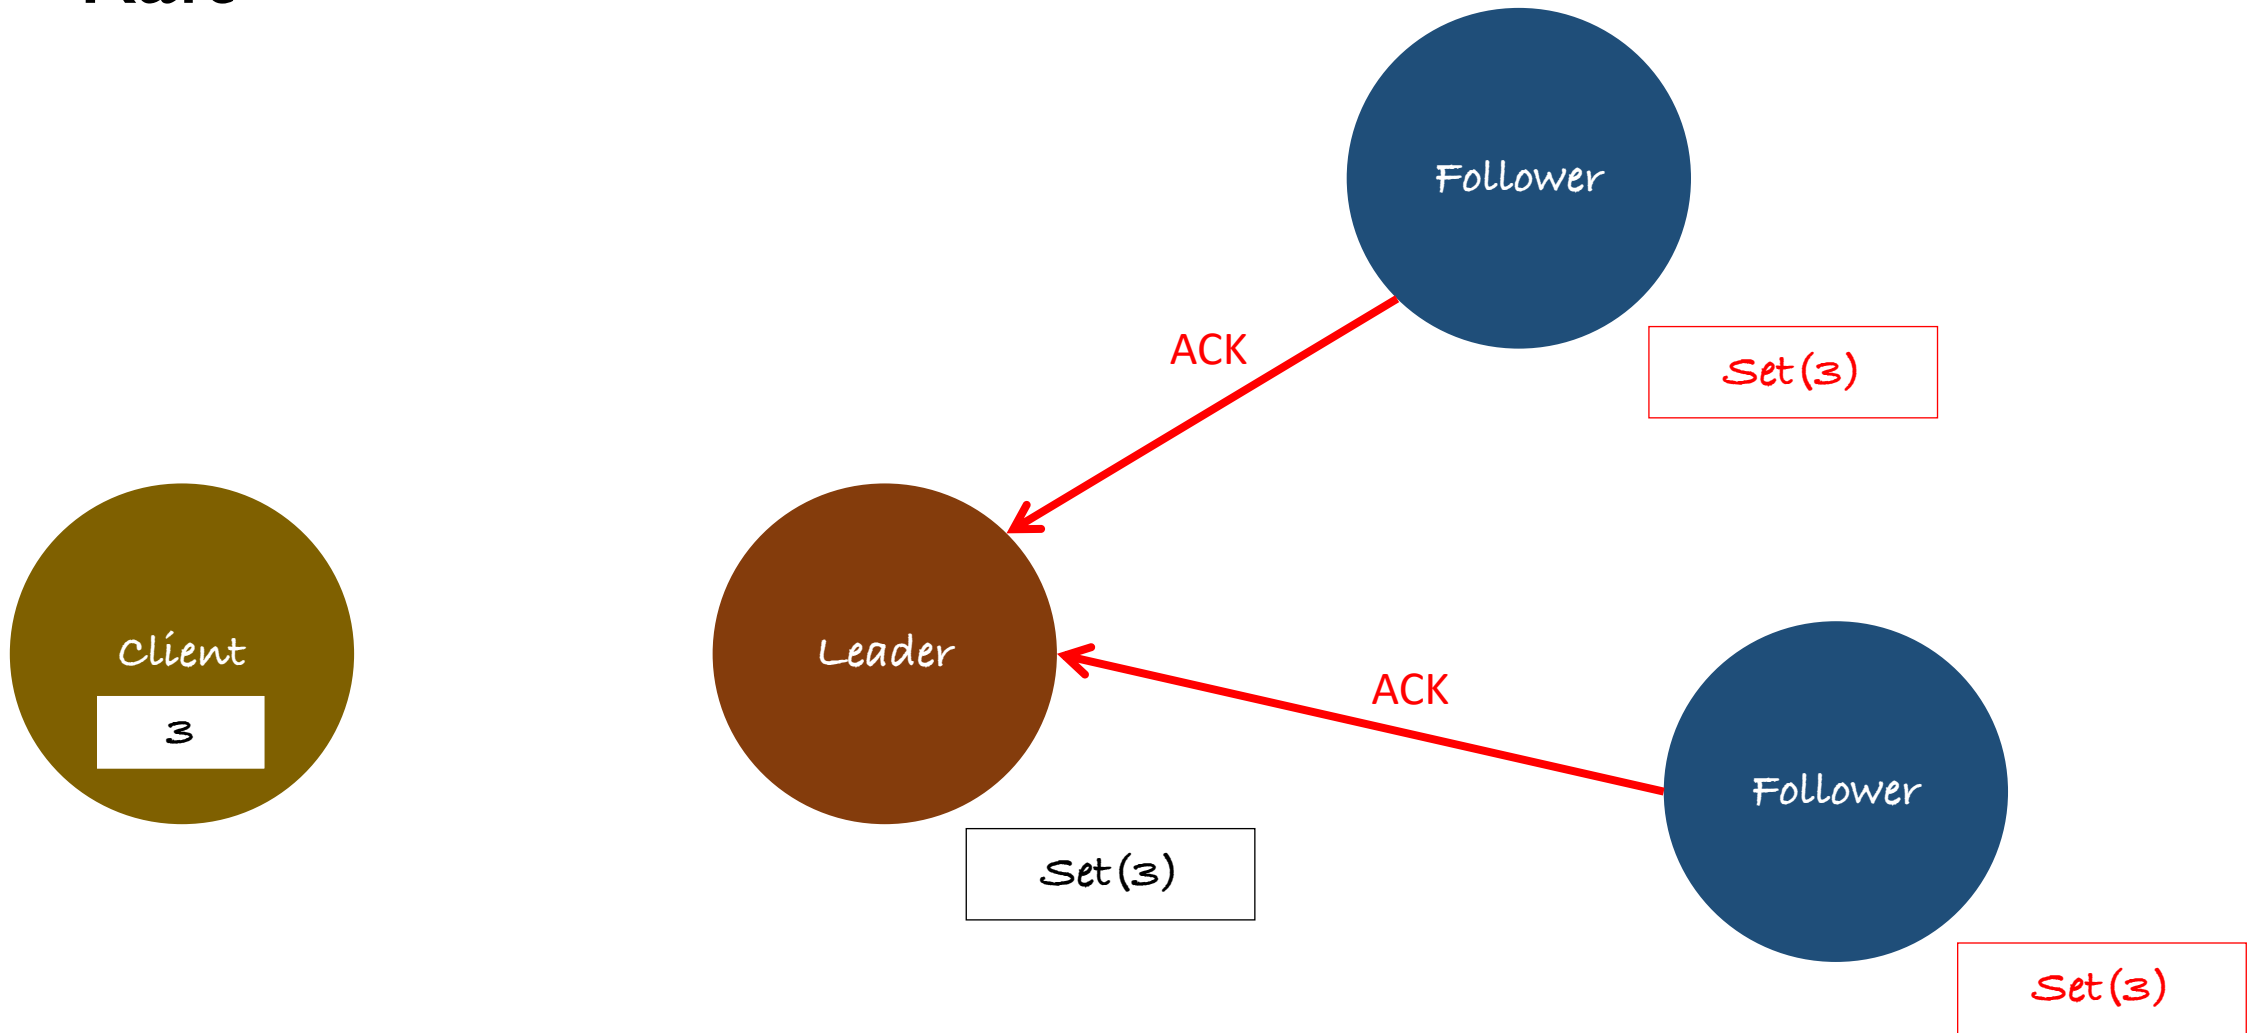 Follower
ACK
Set(3)
Client
3
Leader
ACK
Follower
Set(3)
Set(3)